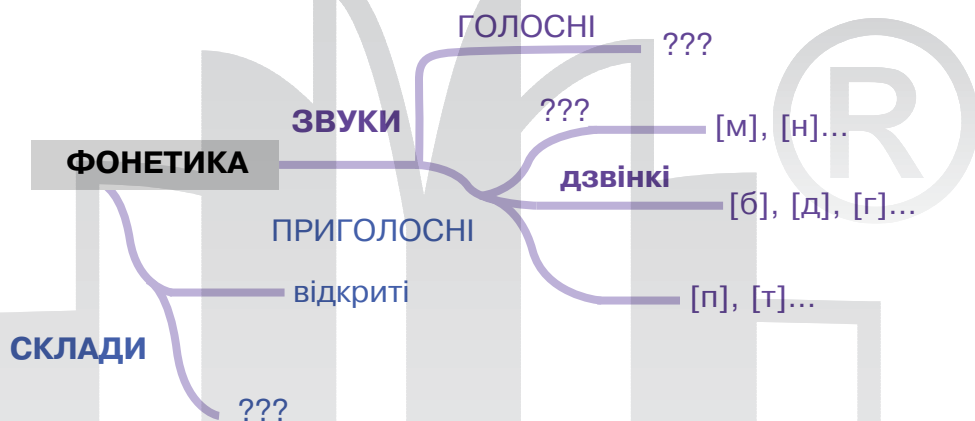 ГОЛОСНІ
???
ЗВУКИ
???
[м], [н]...
ФОНЕТИКА
дзвінкі
[б], [д], [г]...
ПРИГОЛОСНІ
відкриті
[п], [т]...
СКЛАДИ
???
®